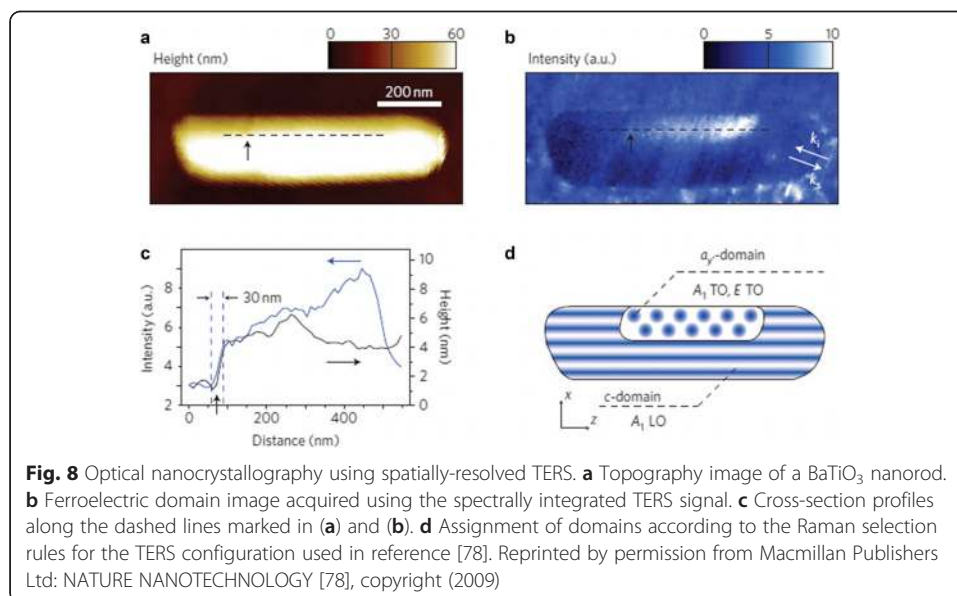 a
Height (nm)
0 30 60
200 nm
b
Intensity (a.u.)
0 5 10
k_i
k_s
c
Intensity (a.u.)
8
6
4
2
30 nm
10
8
6
4
2
0
Height (nm)
0 200 400
Distance (nm)
d
a_y-domain
A₁ TO, E TO
c-domain
A₁ LO
x
z
Fig. 8 Optical nanocrystallography using spatially-resolved TERS. a Topography image of a BaTiO₃ nanorod.
b Ferroelectric domain image acquired using the spectrally integrated TERS signal. c Cross-section profiles
along the dashed lines marked in (a) and (b). d Assignment of domains according to the Raman selection
rules for the TERS configuration used in reference [78]. Reprinted by permission from Macmillan Publishers
Ltd: NATURE NANOTECHNOLOGY [78], copyright (2009)